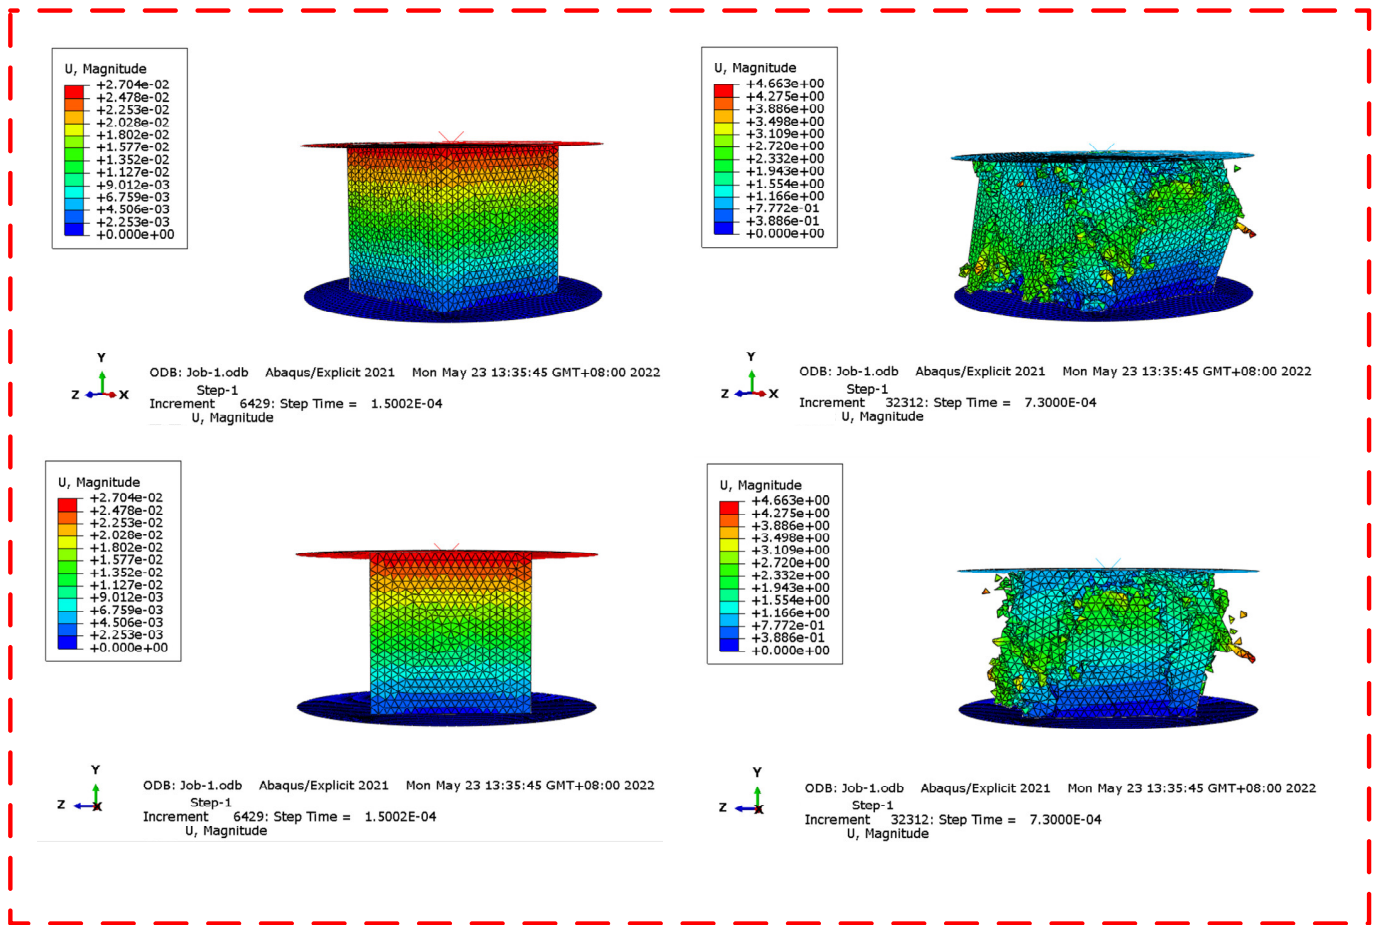 U, Magnitude
+2.704e-02
+2.478e-02
+2.253e-02
+2.028e-02
+1.802e-02
+1.577e-02
+1.352e-02
+1.127e-02
+9.012e-03
+6.759e-03
+4.506e-03
+2.253e-03
+0.000e+00
Y
Z
X
ODB: Job-1.odb Abaqus/Explicit 2021 Mon May 23 13:35:45 GMT+08:00 2022
Step-1
Increment 6429: Step Time = 1.5002E-04
U, Magnitude
U, Magnitude
+4.663e+00
+4.275e+00
+3.886e+00
+3.498e+00
+3.109e+00
+2.720e+00
+2.332e+00
+1.943e+00
+1.554e+00
+1.166e+00
+7.772e-01
+3.886e-01
+0.000e+00
Y
Z
X
ODB: Job-1.odb Abaqus/Explicit 2021 Mon May 23 13:35:45 GMT+08:00 2022
Step-1
Increment 32312: Step Time = 7.3000E-04
U, Magnitude
U, Magnitude
+2.704e-02
+2.478e-02
+2.253e-02
+2.028e-02
+1.802e-02
+1.577e-02
+1.352e-02
+1.127e-02
+9.012e-03
+6.759e-03
+4.506e-03
+2.253e-03
+0.000e+00
Y
Z
X
ODB: Job-1.odb Abaqus/Explicit 2021 Mon May 23 13:35:45 GMT+08:00 2022
Step-1
Increment 6429: Step Time = 1.5002E-04
U, Magnitude
U, Magnitude
+4.663e+00
+4.275e+00
+3.886e+00
+3.498e+00
+3.109e+00
+2.720e+00
+2.332e+00
+1.943e+00
+1.554e+00
+1.166e+00
+7.772e-01
+3.886e-01
+0.000e+00
Y
Z
X
ODB: Job-1.odb Abaqus/Explicit 2021 Mon May 23 13:35:45 GMT+08:00 2022
Step-1
Increment 32312: Step Time = 7.3000E-04
U, Magnitude